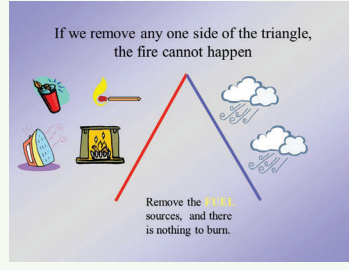 If we remove any one side of the triangle,
the fire cannot happen
Remove the FUEL
sources, and there
is nothing to burn.